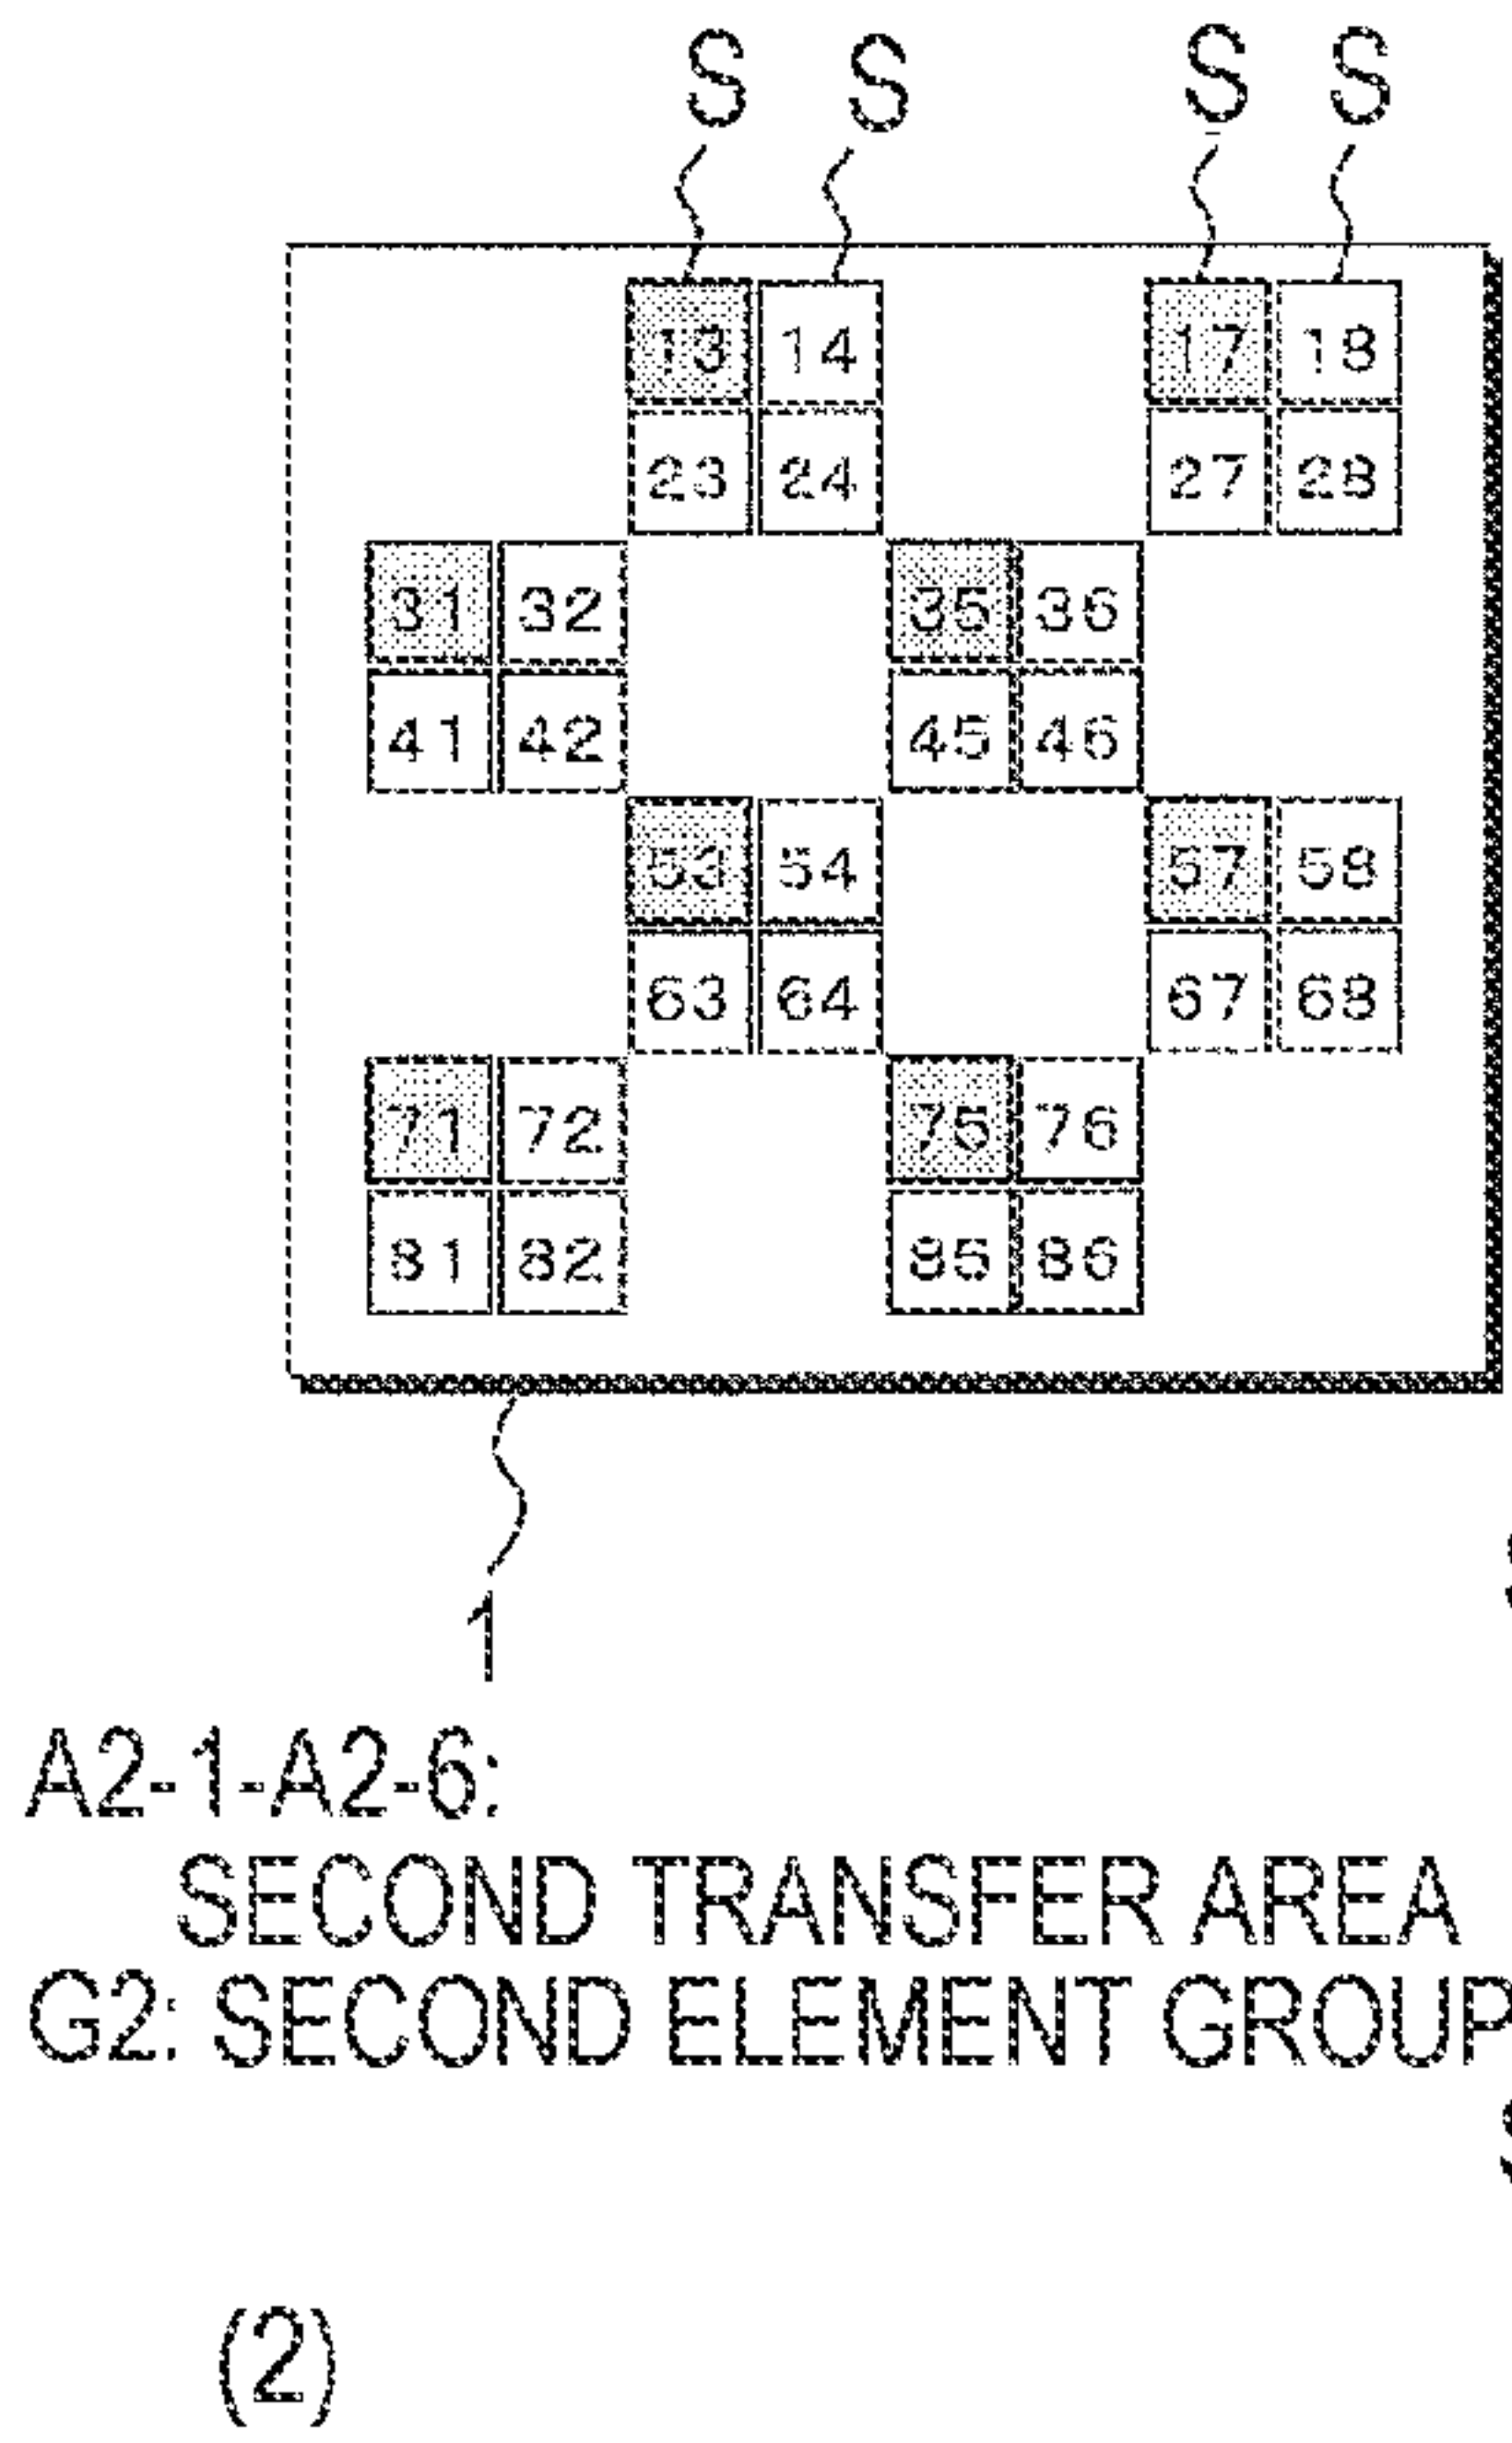 S S S S
13 14 17 18
23 24 27 28
31 32 35 36
41 42 45 46
53 54 57 58
63 64 67 68
71 72 75 76
81 82 85 86
1
A2-1-A2-6:
SECOND TRANSFER AREA
G2: SECOND ELEMENT GROUP
(2)